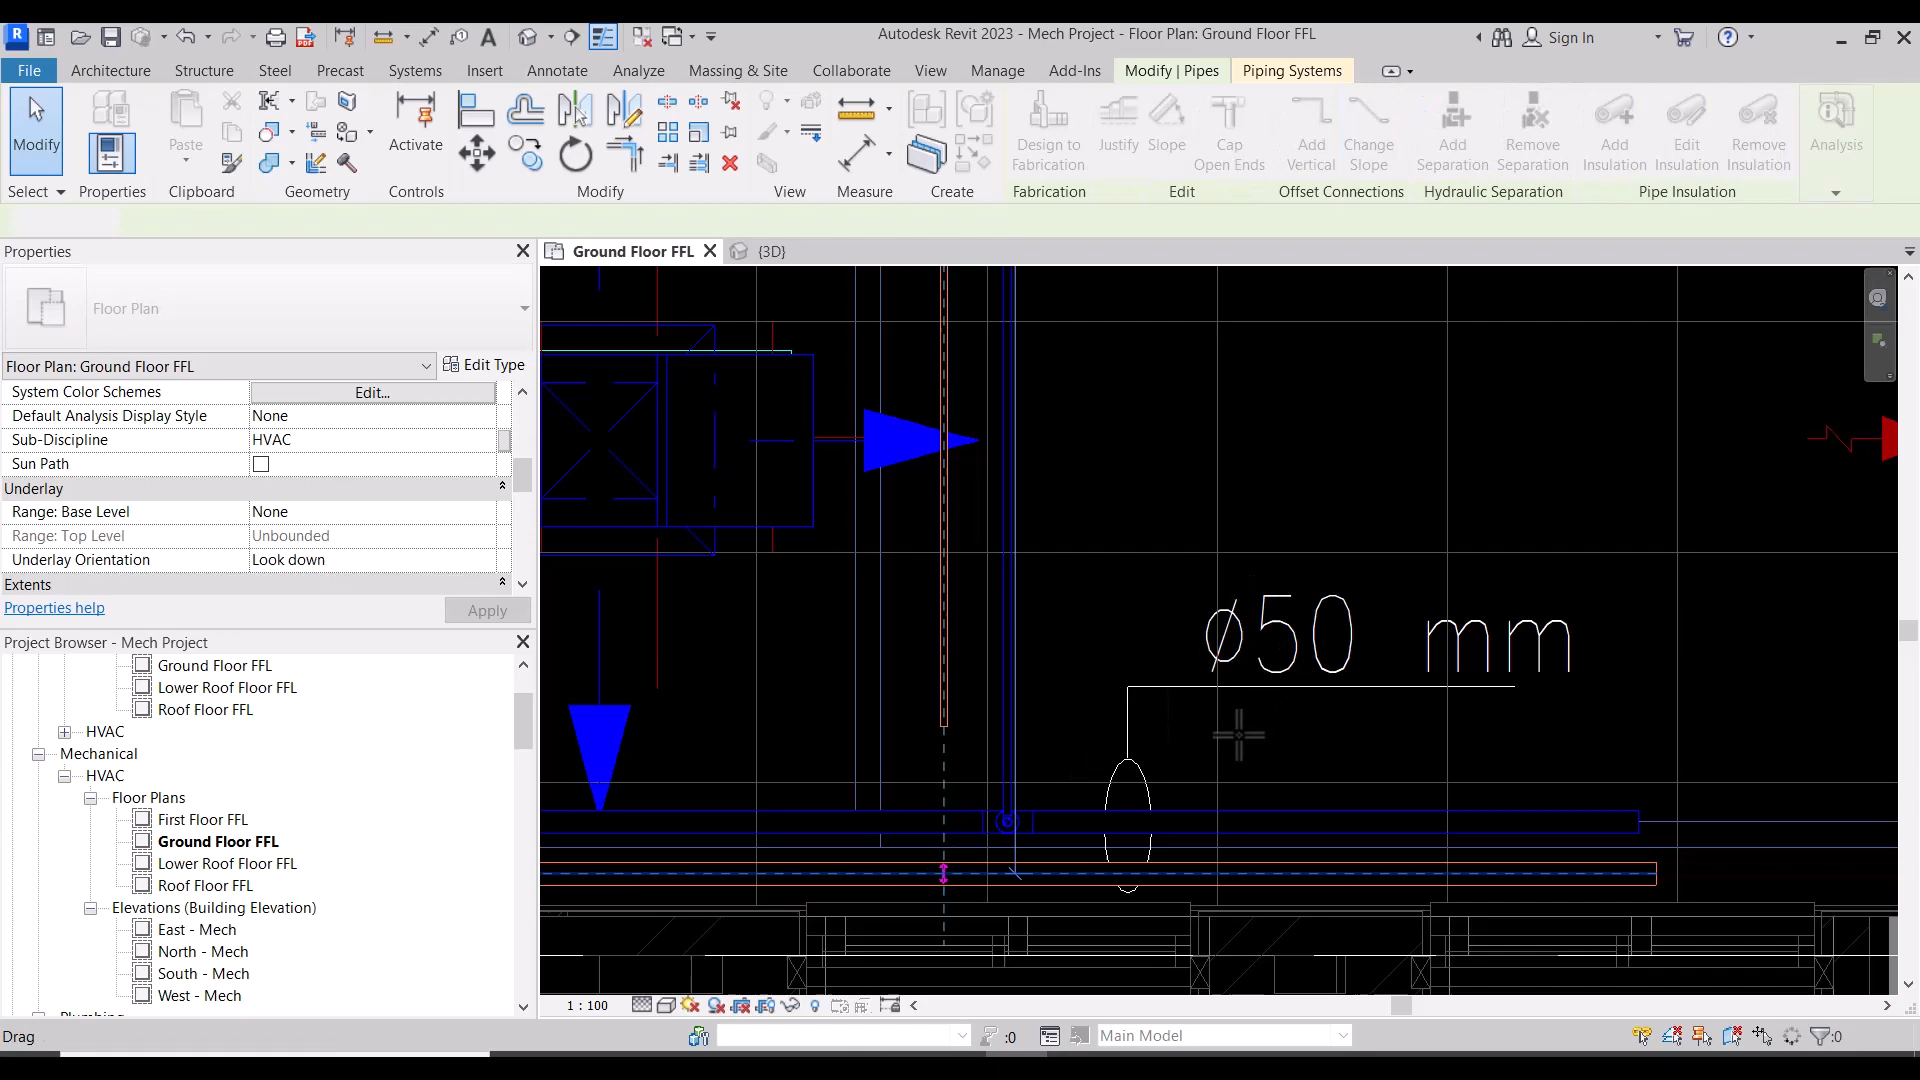 Autodesk Revit 2023 - Mech Project - Floor Plan: Ground Floor FFL
Sign In
File Architecture Structure Steel Precast Systems Insert Annotate Analyze Massing & Site Collaborate View Manage Add-Ins Modify | Pipes Piping Systems
Modify
Paste
Activate
Design to Fabrication
Justify
Slope
Cap Open Ends
Add Vertical
Change Slope
Add Separation
Remove Separation
Add Insulation
Edit Insulation
Remove Insulation
Analysis
Select Properties Clipboard Geometry Controls Modify View Measure Create Fabrication Edit Offset Connections Hydraulic Separation Pipe Insulation
Properties
Floor Plan
Floor Plan: Ground Floor FFL
Edit Type
System Color Schemes Edit...
Default Analysis Display Style None
Sub-Discipline HVAC
Sun Path
Underlay
Range: Base Level None
Range: Top Level Unbounded
Underlay Orientation Look down
Extents
Properties help
Apply
Project Browser - Mech Project
Ground Floor FFL
Lower Roof Floor FFL
Roof Floor FFL
HVAC
Mechanical
HVAC
Floor Plans
First Floor FFL
Ground Floor FFL
Lower Roof Floor FFL
Roof Floor FFL
Elevations (Building Elevation)
East - Mech
North - Mech
South - Mech
West - Mech
Ground Floor FFL
{3D}
ø50 mm
1 : 100
Drag
:0
Main Model
:0